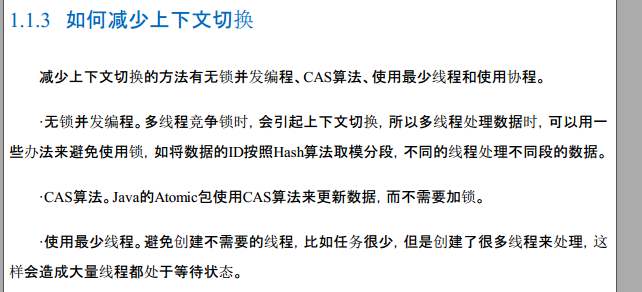 1.1.3 如何减少上下文切换
减少上下文切换的方法有无锁并发编程、CAS算法、使用最少线程和使用协程。
·无锁并发编程。多线程竞争锁时，会引起上下文切换，所以多线程处理数据时，可以用一
些办法来避免使用锁，如将数据的ID按照Hash算法取模分段，不同的线程处理不同段的数据。
·CAS算法。Java的Atomic包使用CAS算法来更新数据，而不需要加锁。
·使用最少线程。避免创建不需要的线程，比如任务很少，但是创建了很多线程来处理，这
样会造成大量线程都处于等待状态。